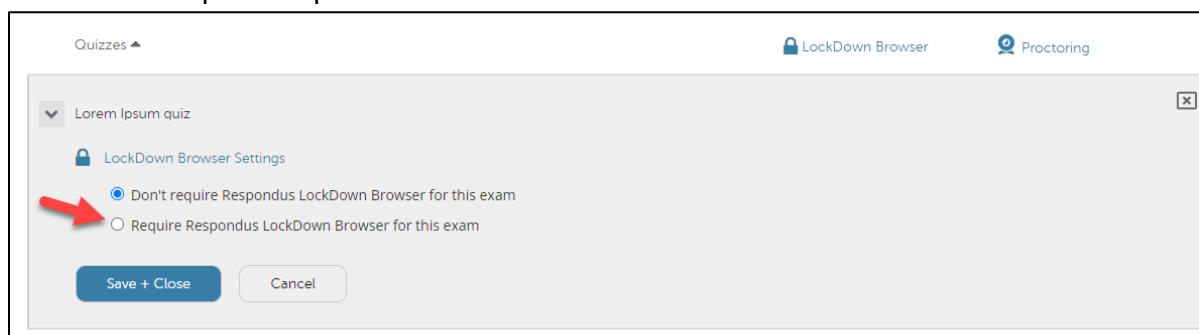 Quizzes LockDown Browser Proctoring
Lorem Ipsum quiz
LockDown Browser Settings
Don't require Respondus LockDown Browser for this exam
Require Respondus LockDown Browser for this exam
Save + Close Cancel